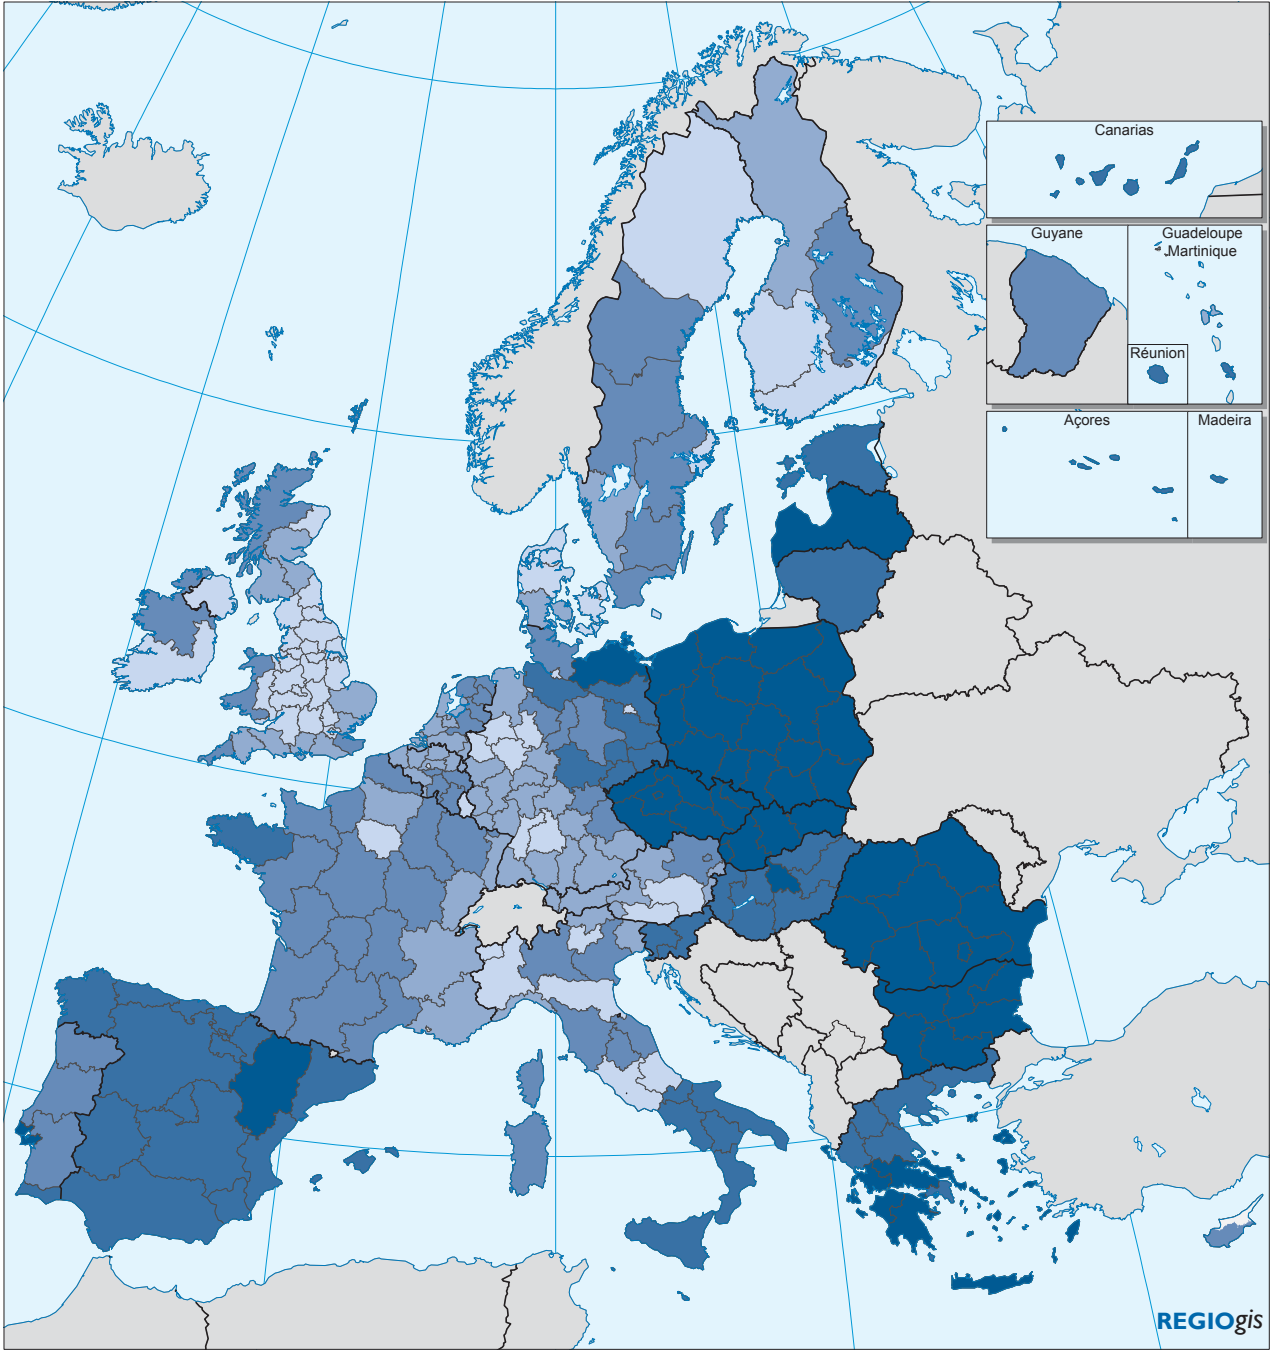 Canarias
Guyane
Guadeloupe
Martinique
Réunion
Açores
Madeira
REGIOgis